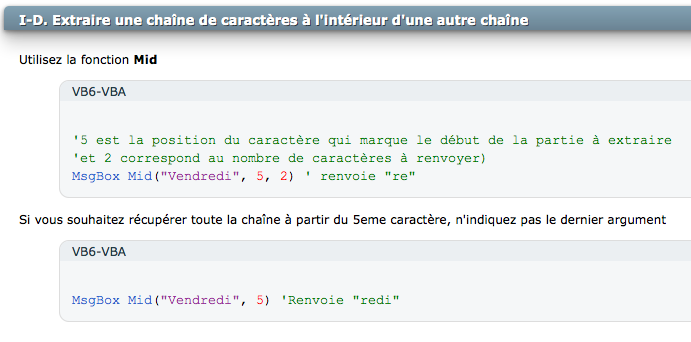 I-D. Extraire une chaîne de caractères à l'intérieur d'une autre chaîne
Utilisez la fonction Mid
VB6-VBA
'5 est la position du caractère qui marque le début de la partie à extraire
'et 2 correspond au nombre de caractères à renvoyer)
MsgBox Mid("Vendredi", 5, 2) ' renvoie "re"
Si vous souhaitez récupérer toute la chaîne à partir du 5eme caractère, n'indiquez pas le dernier argument
VB6-VBA
MsgBox Mid("Vendredi", 5) 'Renvoie "redi"